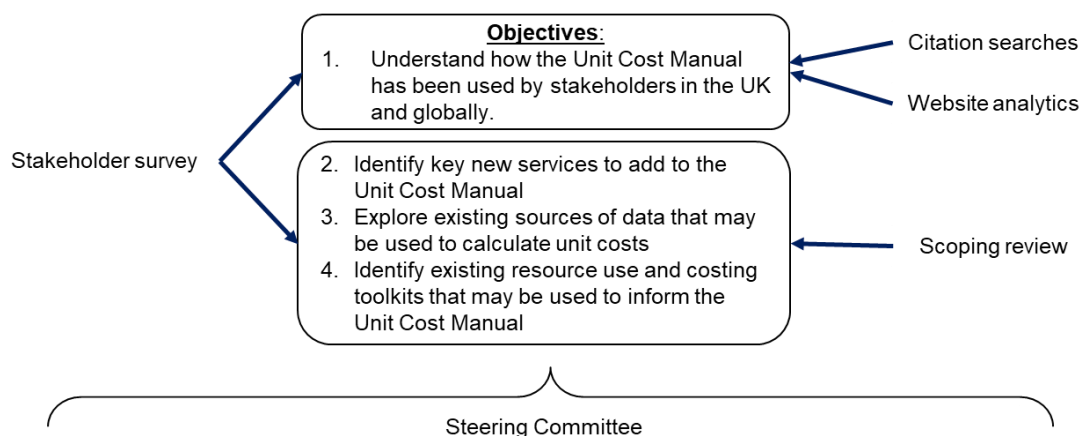 Objectives:
1. Understand how the Unit Cost Manual
has been used by stakeholders in the UK
and globally.
Citation searches
Website analytics
Stakeholder survey
2. Identify key new services to add to the
Unit Cost Manual
3. Explore existing sources of data that may
be used to calculate unit costs
4. Identify existing resource use and costing
toolkits that may be used to inform the
Unit Cost Manual
Scoping review
Steering Committee